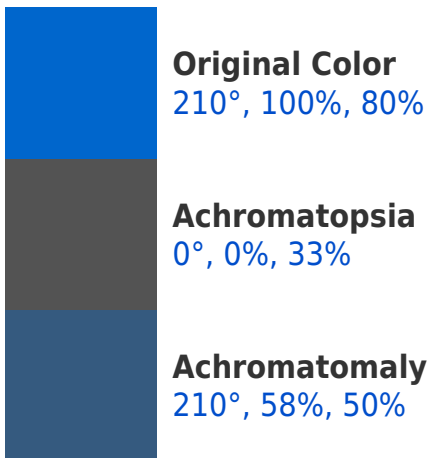 Original Color
210°, 100%, 80%
Achromatopsia
0°, 0%, 33%
Achromatomaly
210°, 58%, 50%